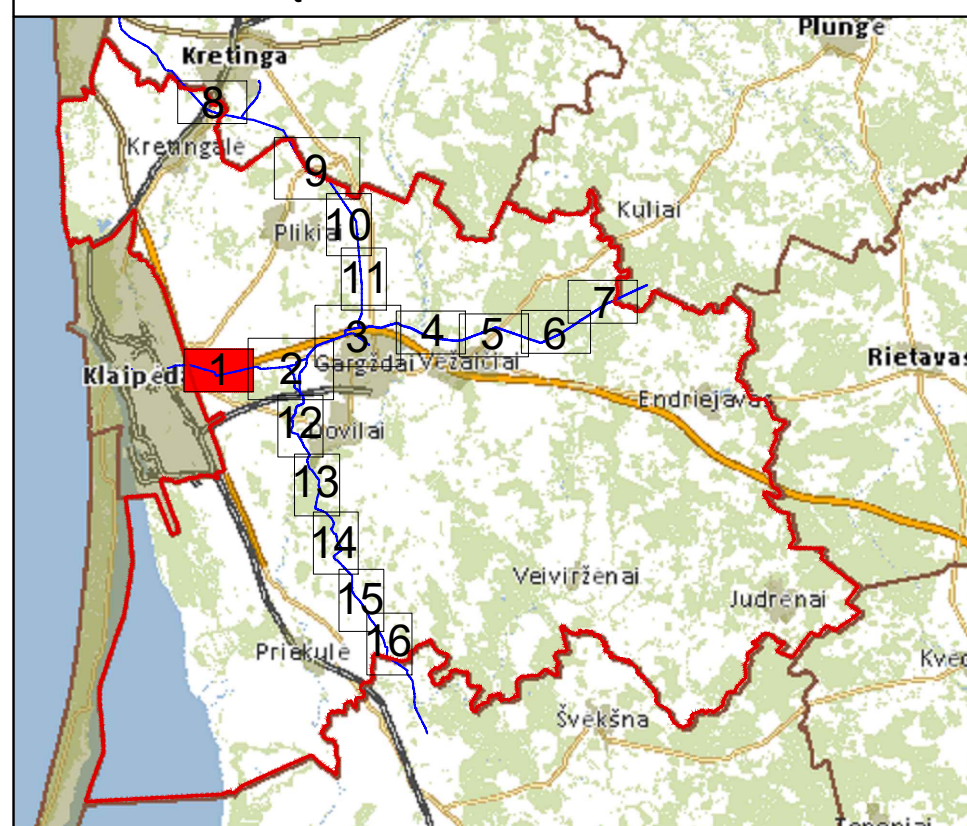 Plungė
Kretinga
8
Kretingalė
9
Kuliai
10
Plikiai
11
7
3
4
5
6
Rietavas
1
2
Gargždai
Vėžaičiai
Klaipėda
Endriejavas
12
Dovilai
13
14
Veiviržėnai
15
Judrėnai
16
Priekulė
Švėkšna